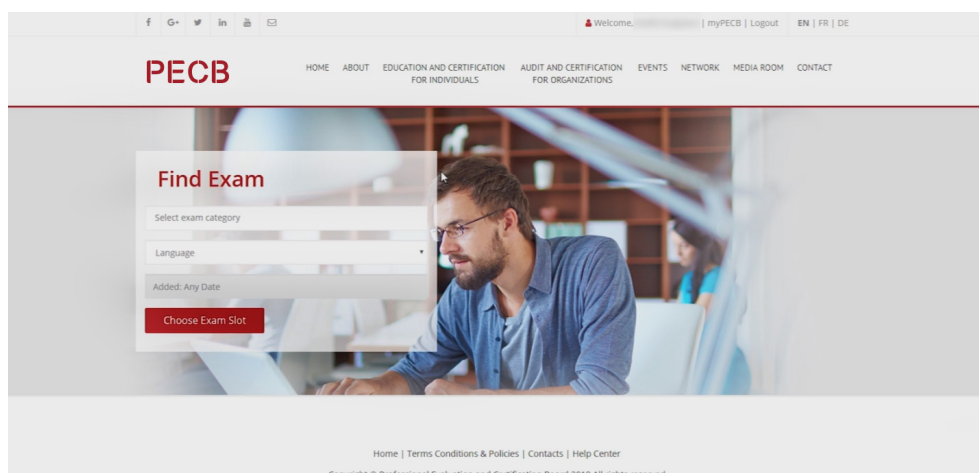 Welcome, | myPECB | Logout EN | FR | DE
PECB
HOME ABOUT EDUCATION AND CERTIFICATION FOR INDIVIDUALS AUDIT AND CERTIFICATION FOR ORGANIZATIONS EVENTS NETWORK MEDIA ROOM CONTACT
Find Exam
Select exam category
Language
Added: Any Date
Choose Exam Slot
Home | Terms Conditions & Policies | Contacts | Help Center